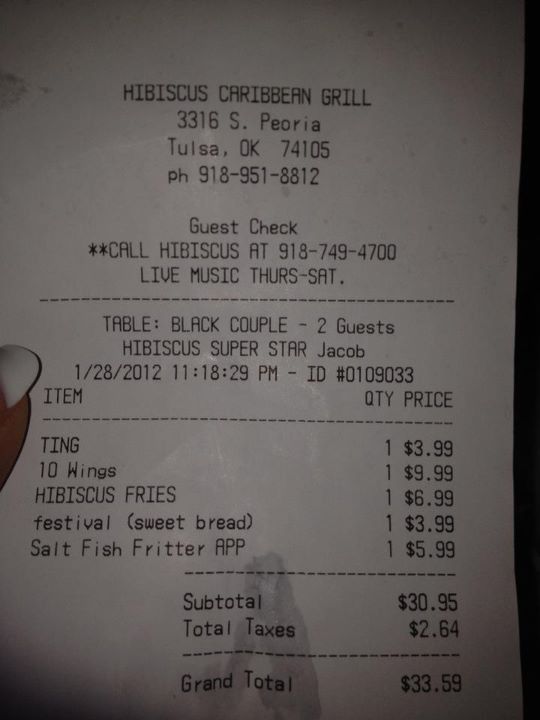 HIBISCUS CARIBBEAN GRILL
3316 S. Peoria
Tulsa, OK 74105
ph 918-951-8812
Guest Check
**CALL HIBISCUS AT 918-749-4700
LIVE MUSIC THURS-SAT.
TABLE: BLACK COUPLE - 2 Guests
HIBISCUS SUPER STAR Jacob
1/28/2012 11:18:29 PM - ID #0109033
ITEM QTY PRICE
TING 1 $3.99
10 Wings 1 $9.99
HIBISCUS FRIES 1 $6.99
festival (sweet bread) 1 $3.99
Salt Fish Fritter APP 1 $5.99
Subtotal $30.95
Total Taxes $2.64
Grand Total $33.59